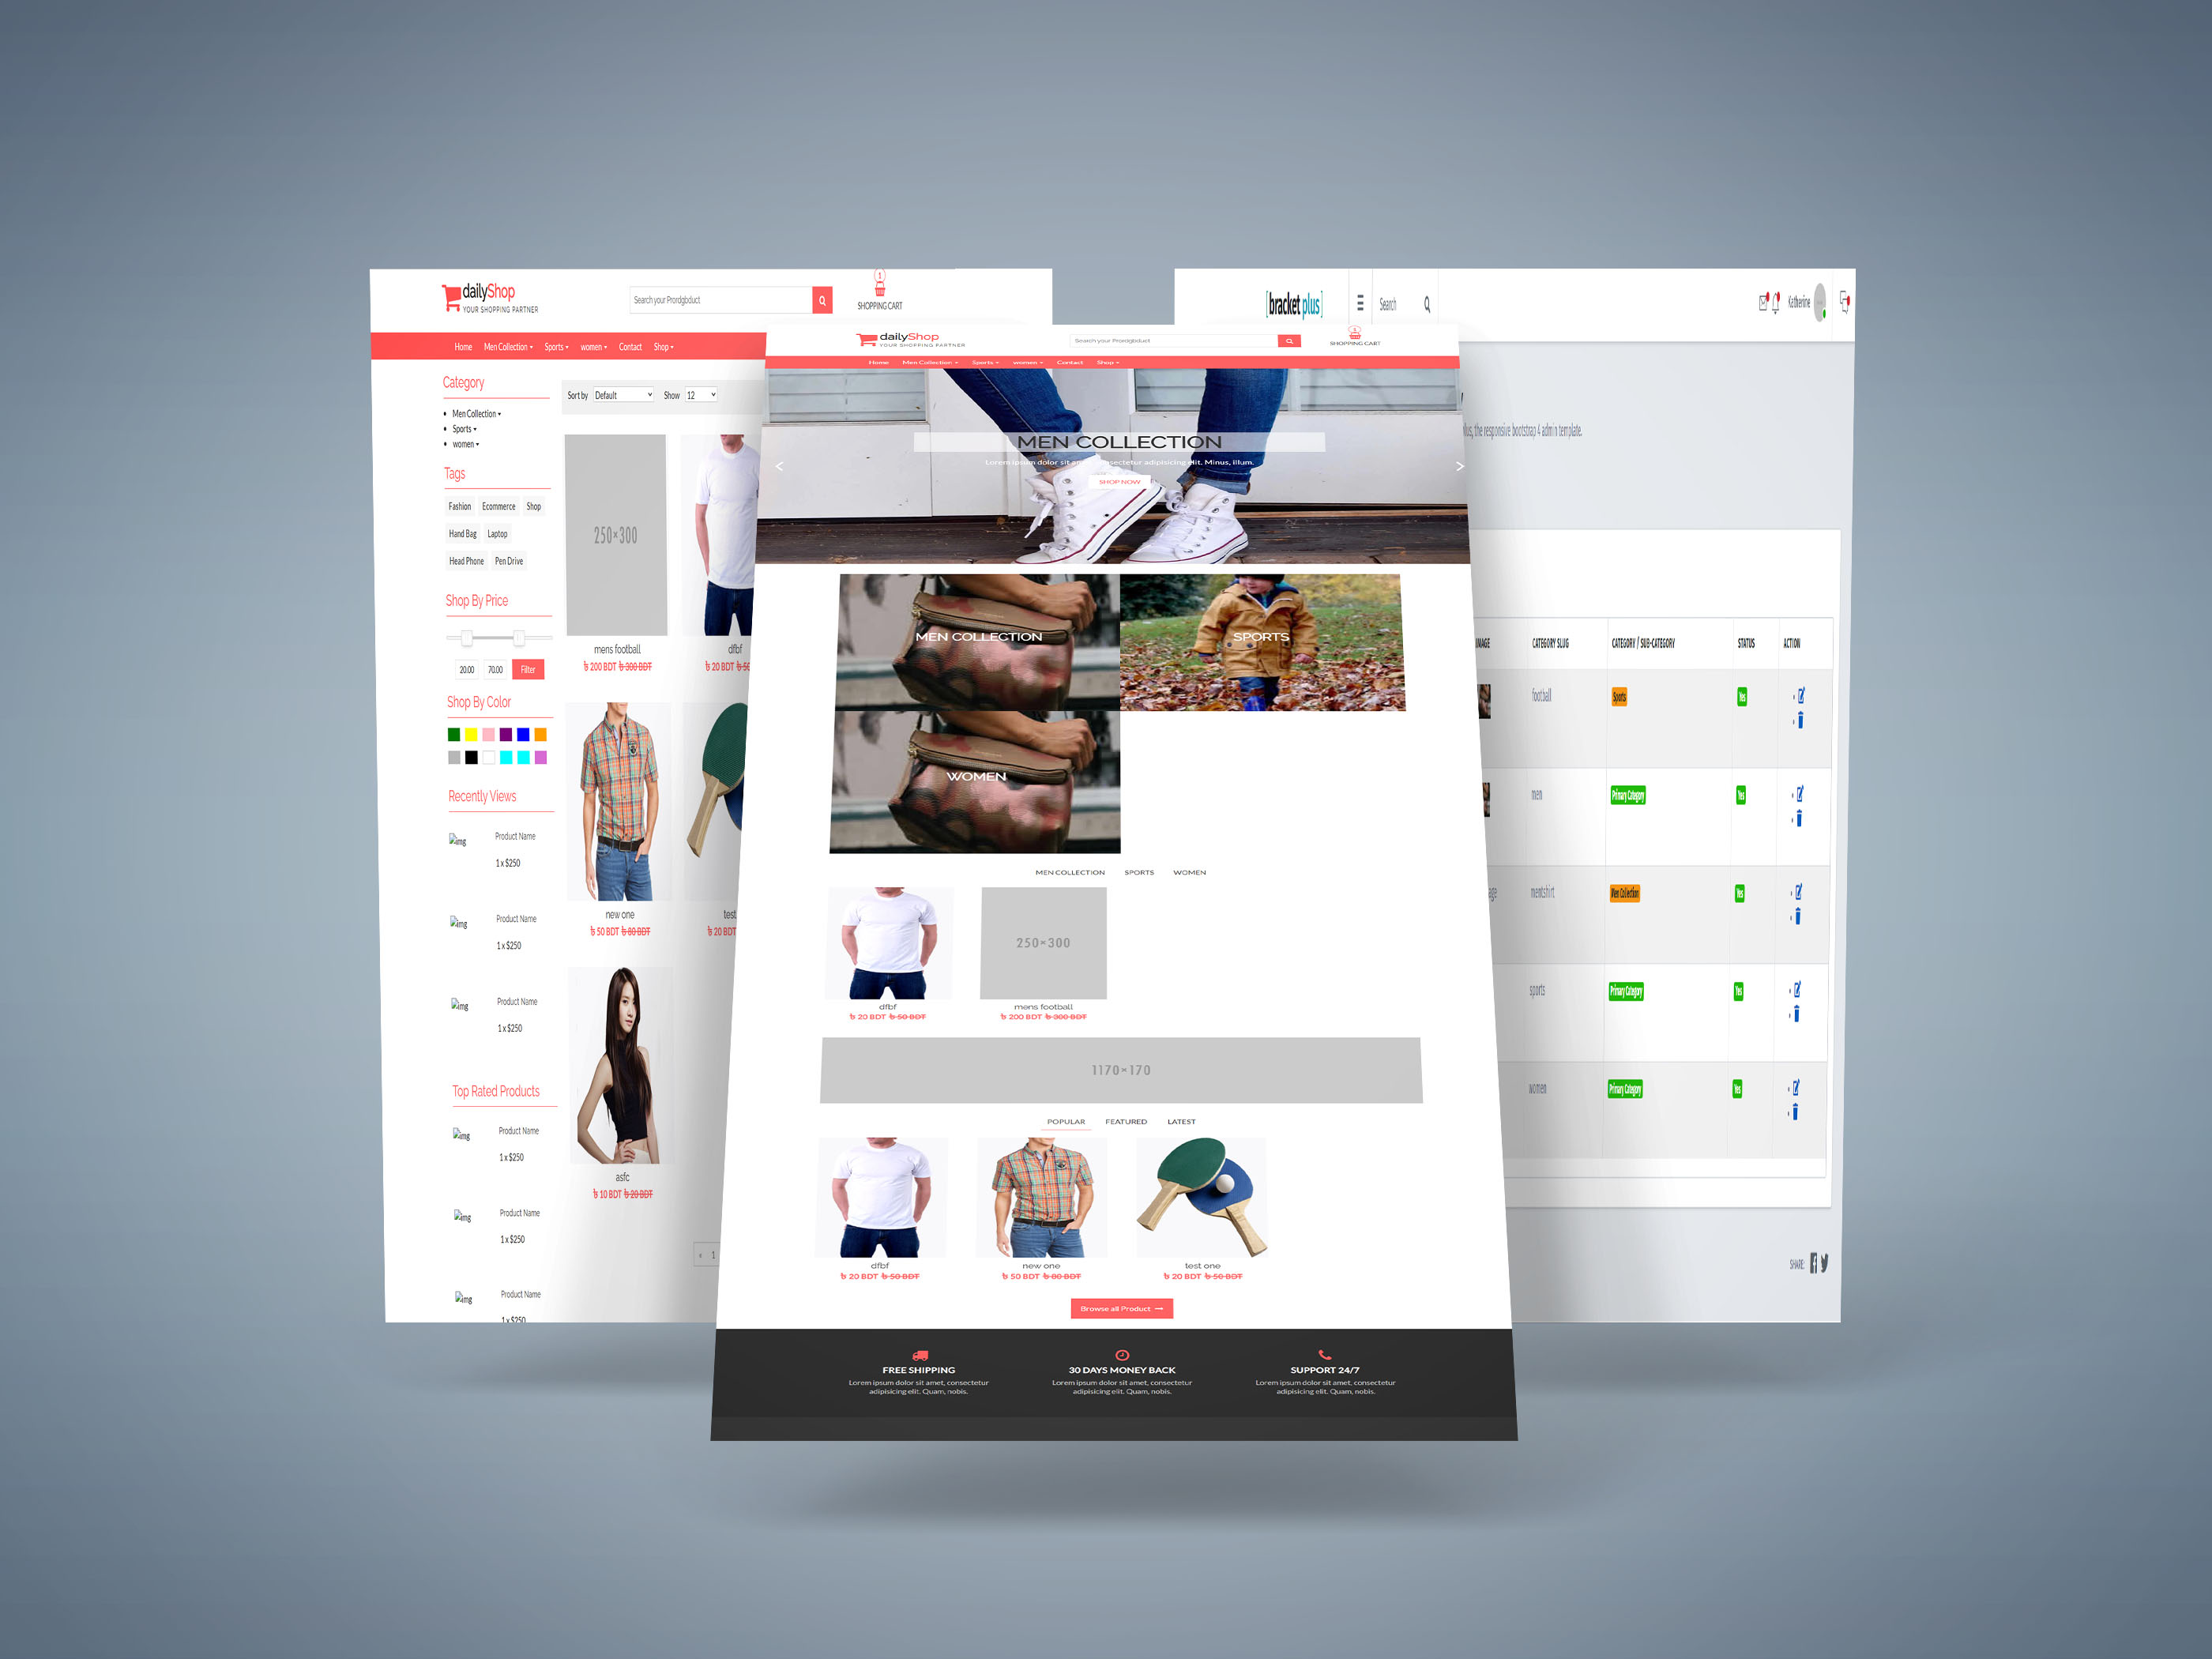 dailyShop
YOUR SHOPPING PARTNER
Search your Prordgbduct
1
SHOPPING CART
Home Men Collection Sports women Contact Shop
Category
Men Collection
Sports
women
Tags
Fashion Ecommerce Shop
Hand Bag Laptop
Head Phone Pen Drive
Shop By Price
20.00 70.00 Filter
Shop By Color
Recently Views
img Product Name
1 x $250
img Product Name
1 x $250
img Product Name
1 x $250
Top Rated Products
img Product Name
1 x $250
img Product Name
1 x $250
img Product Name
1 x $250
Sort by Default Show 12
250×300
mens football
৳ 200 BDT ৳ 300 BDT
dfbf
৳ 20 BDT
new one
৳ 50 BDT ৳ 80 BDT
test
৳ 20 BDT
asfc
৳ 10 BDT ৳ 20 BDT
« 1
dailyShop
YOUR SHOPPING PARTNER
Search your Prordgbduct
SHOPPING CART
Home Men Collection Sports women Contact Shop
MEN COLLECTION
Lorem ipsum dolor sit amet, consectetur adipisicing elit. Minus, illum.
SHOP NOW
< >
MEN COLLECTION
SPORTS
WOMEN
MEN COLLECTION SPORTS WOMEN
250×300
dfbf
৳ 20 BDT ৳ 50 BDT
mens football
৳ 200 BDT ৳ 300 BDT
1170×170
POPULAR FEATURED LATEST
dfbf
৳ 20 BDT ৳ 50 BDT
new one
৳ 50 BDT ৳ 80 BDT
test one
৳ 20 BDT ৳ 50 BDT
Browse all Product →
FREE SHIPPING
Lorem ipsum dolor sit amet, consectetur
adipisicing elit. Quam, nobis.
30 DAYS MONEY BACK
Lorem ipsum dolor sit amet, consectetur
adipisicing elit. Quam, nobis.
SUPPORT 24/7
Lorem ipsum dolor sit amet, consectetur
adipisicing elit. Quam, nobis.
[bracket plus]
Search
Katherine
the responsive bootstrap 4 admin template.
CATEGORY SLUG CATEGORY / SUB-CATEGORY STATUS ACTION
football Sports Yes
men Primary Category Yes
mentshirt Men Collection Yes
sports Primary Category Yes
women Primary Category Yes
SHARE: